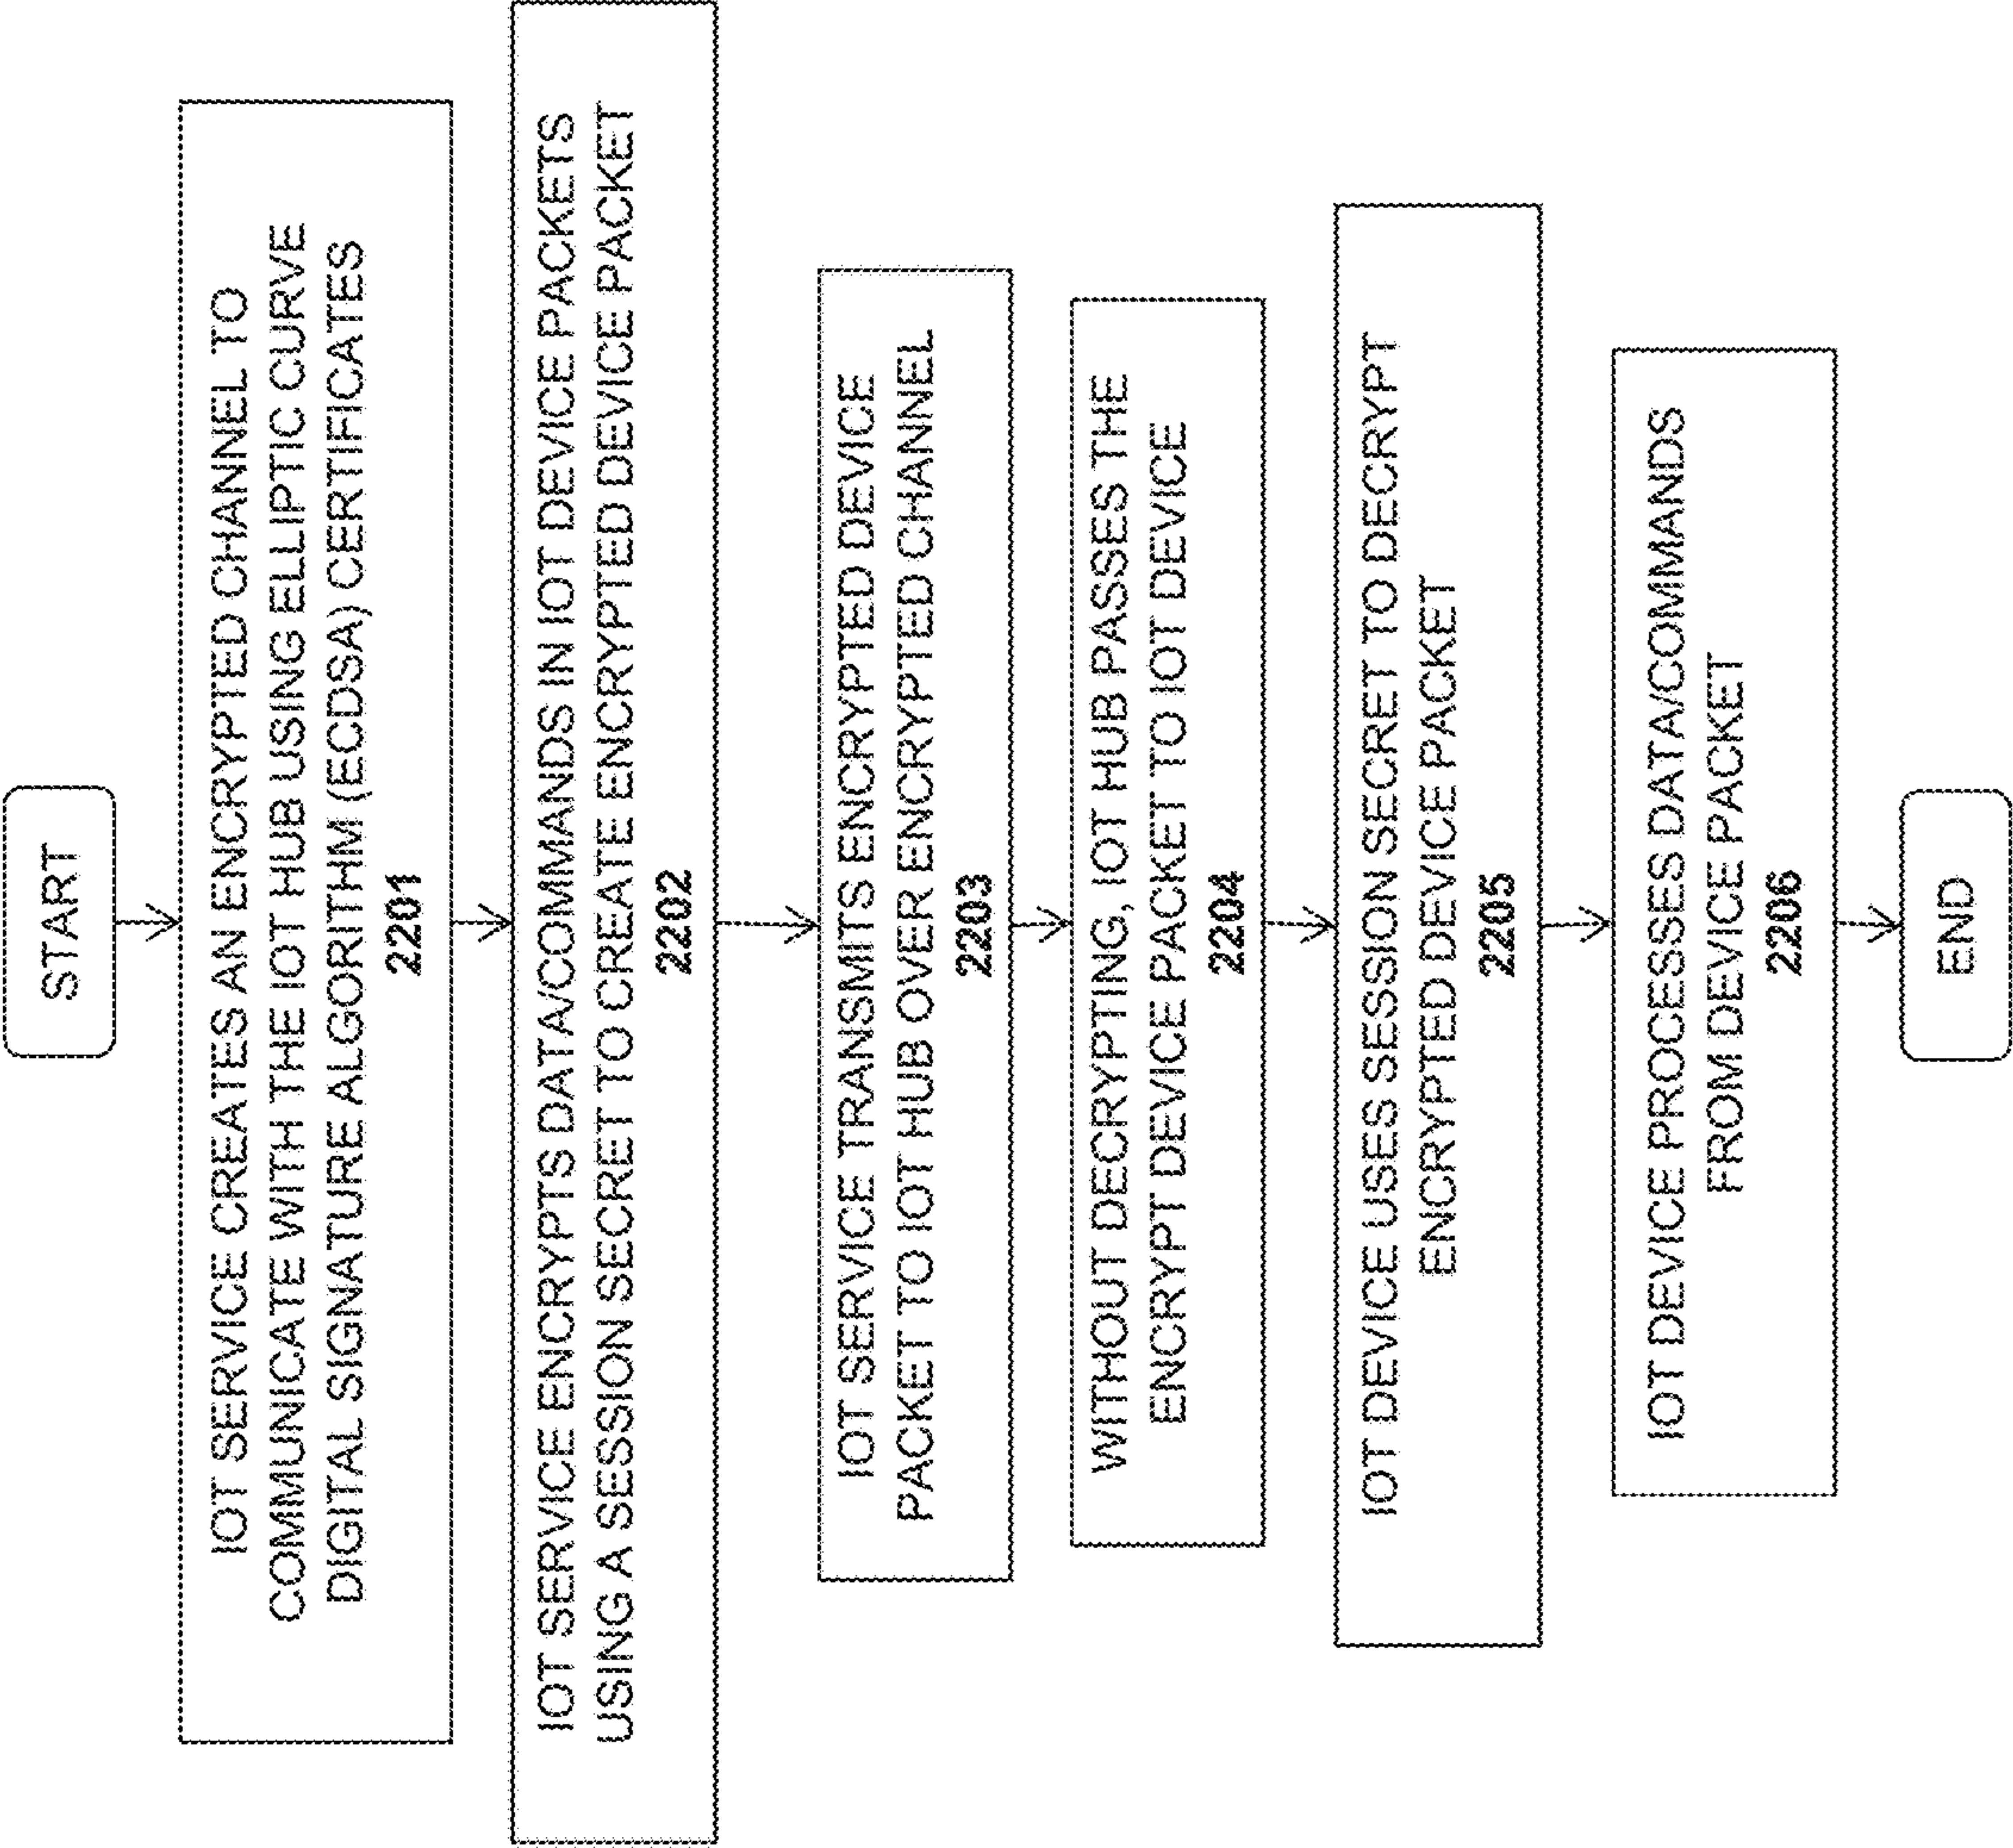 START
IOT SERVICE CREATES AN ENCRYPTED CHANNEL TO
COMMUNICATE WITH THE IOT HUB USING ELLIPTIC CURVE
DIGITAL SIGNATURE ALGORITHM (ECDSA) CERTIFICATES
2201
IOT SERVICE ENCRYPTS DATA/COMMANDS IN IOT DEVICE PACKETS
USING A SESSION SECRET TO CREATE ENCRYPTED DEVICE PACKET
2202
IOT SERVICE TRANSMITS ENCRYPTED DEVICE
PACKET TO IOT HUB OVER ENCRYPTED CHANNEL
2203
WITHOUT DECRYPTING, IOT HUB PASSES THE
ENCRYPT DEVICE PACKET TO IOT DEVICE
2204
IOT DEVICE USES SESSION SECRET TO DECRYPT
ENCRYPTED DEVICE PACKET
2205
IOT DEVICE PROCESSES DATA/COMMANDS
FROM DEVICE PACKET
2206
END